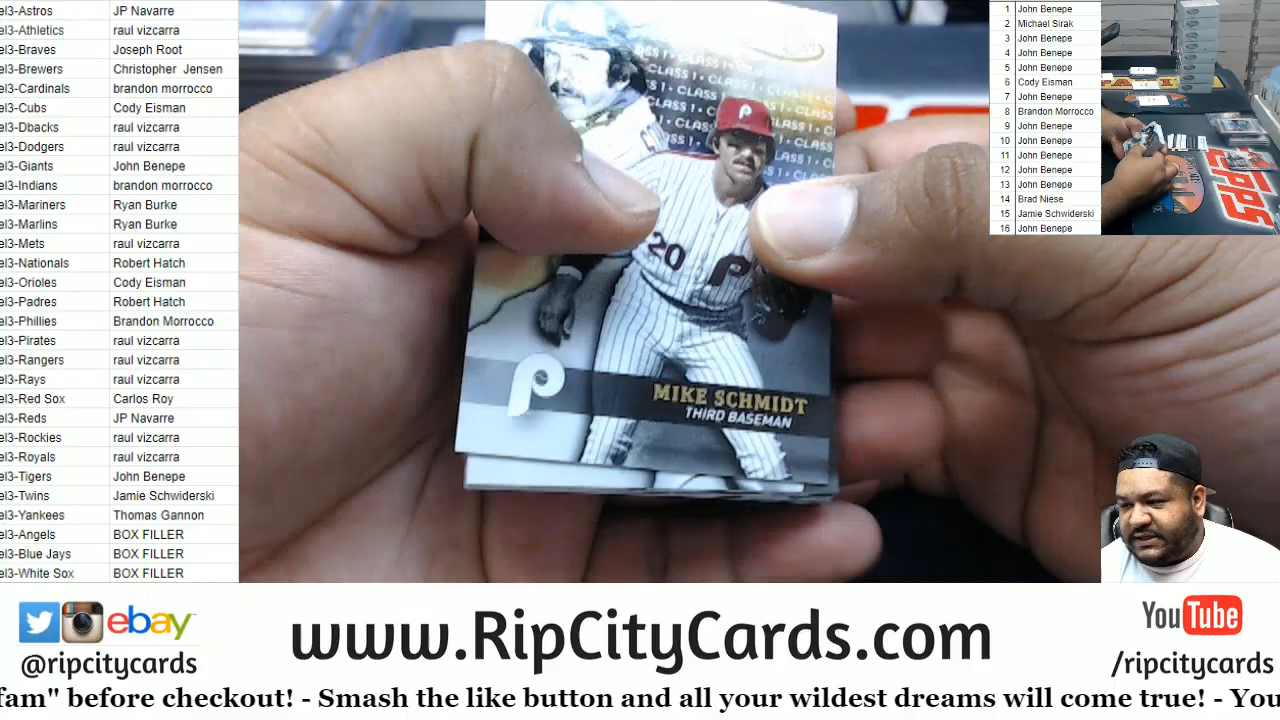 el3-Astros JP Navarre
el3-Athletics raul vizcarra
el3-Braves Joseph Root
el3-Brewers Christopher Jensen
el3-Cardinals brandon morrocco
el3-Cubs Cody Eisman
el3-Dbacks raul vizcarra
el3-Dodgers raul vizcarra
el3-Giants John Benepe
el3-Indians brandon morrocco
el3-Mariners Ryan Burke
el3-Marlins Ryan Burke
el3-Mets raul vizcarra
el3-Nationals Robert Hatch
el3-Orioles Cody Eisman
el3-Padres Robert Hatch
el3-Phillies Brandon Morrocco
el3-Pirates raul vizcarra
el3-Rangers raul vizcarra
el3-Rays raul vizcarra
el3-Red Sox Carlos Roy
el3-Reds JP Navarre
el3-Rockies raul vizcarra
el3-Royals raul vizcarra
el3-Tigers John Benepe
el3-Twins Jamie Schwiderski
el3-Yankees Thomas Gannon
el3-Angels BOX FILLER
el3-Blue Jays BOX FILLER
el3-White Sox BOX FILLER
CLASS 1 • CLASS 1
20 P
P
MIKE SCHMIDT
THIRD BASEMAN
1 John Benepe
2 Michael Sirak
3 John Benepe
4 John Benepe
5 John Benepe
6 Cody Eisman
7 John Benepe
8 Brandon Morrocco
9 John Benepe
10 John Benepe
11 John Benepe
12 John Benepe
13 John Benepe
14 Brad Niese
15 Jamie Schwiderski
16 John Benepe
PANINI
TOPPS
ebay
@ripcitycards
www.RipCityCards.com
YouTube
/ripcitycards
fam" before checkout! - Smash the like button and all your wildest dreams will come true! - You